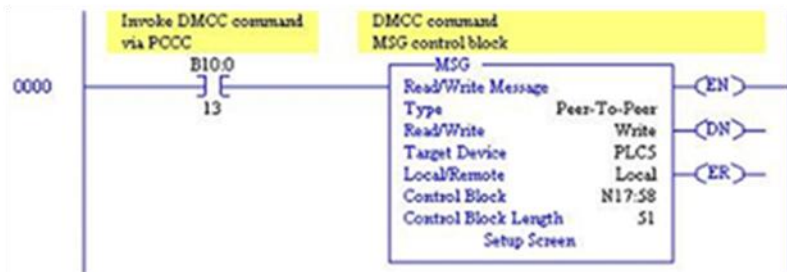 Invoke DMCC command
via PCCC
DMCC command
MSG control block
B10:0
13
0000
MSG
Read/Write Message
Type Peer-To-Peer
Read/Write Write
Target Device PLC5
Local/Remote Local
Control Block N17:58
Control Block Length 51
Setup Screen
EN
DN
ER